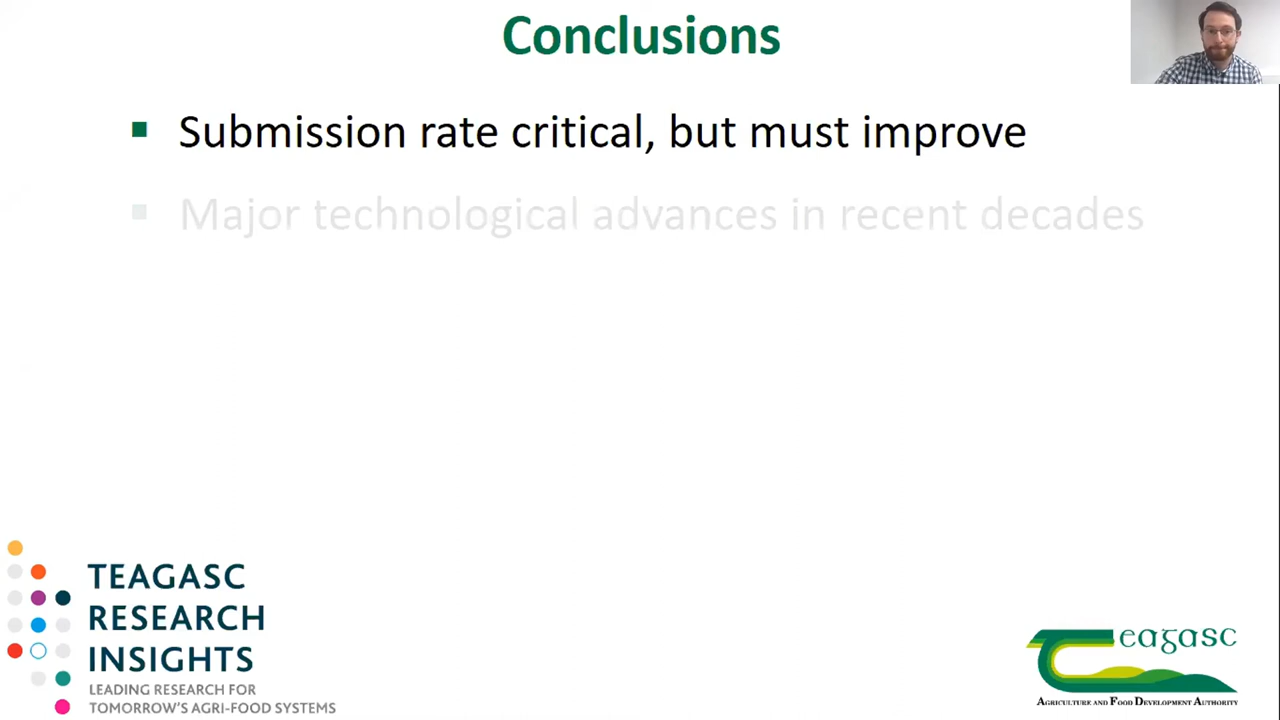 Conclusions
Submission rate critical, but must improve
Major technological advances in recent decades
TEAGASC
RESEARCH
INSIGHTS
LEADING RESEARCH FOR
TOMORROW'S AGRI-FOOD SYSTEMS
eagasc
AGRICULTURE AND FOOD DEVELOPMENT AUTHORITY